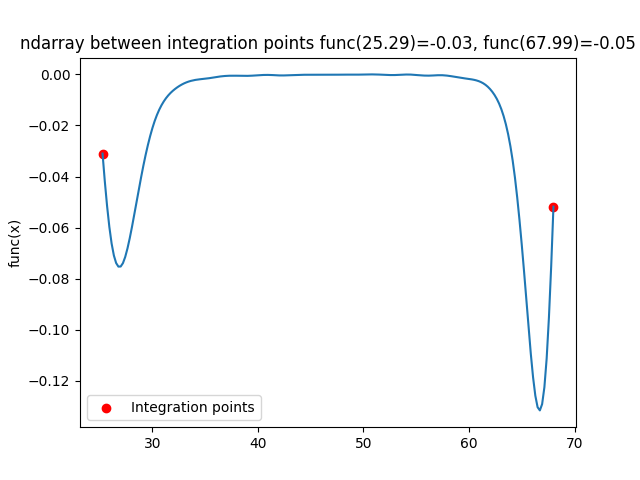 ndarray between integration points func(25.29)=-0.03, func(67.99)=-0.05
0.00
−0.02
−0.04
−0.06
−0.08
−0.10
−0.12
func(x)
Integration points
30 40 50 60 70